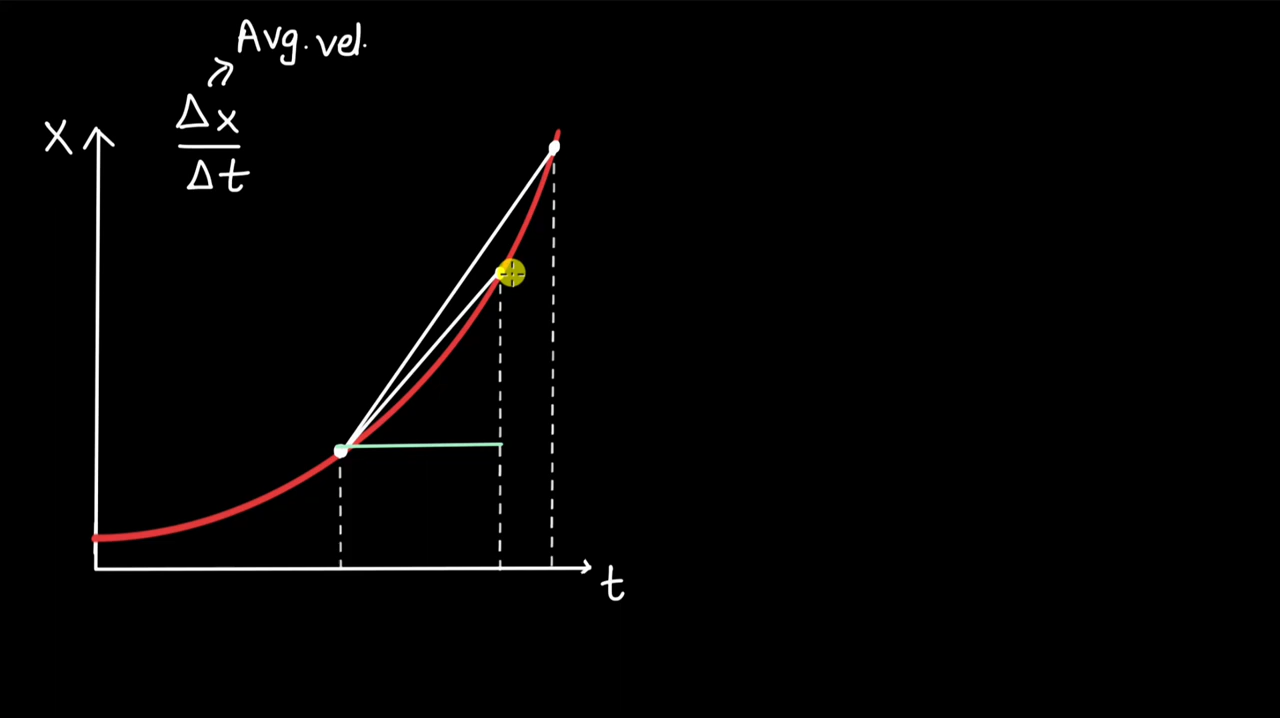 Avg. vel.
Δx
Δt
x
t